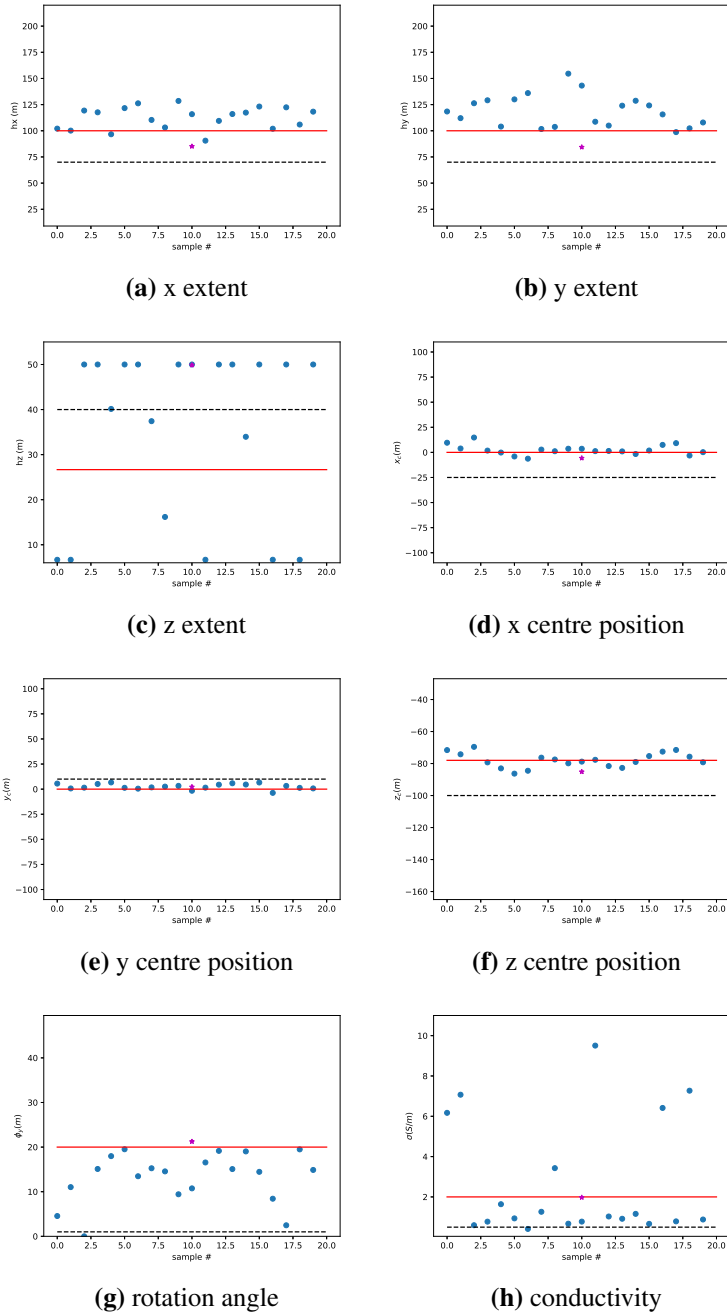 200
175
150
125
100
75
50
25
hx (m)
0.0 2.5 5.0 7.5 10.0 12.5 15.0 17.5 20.0
sample #
(a) x extent
200
175
150
125
100
75
50
25
hy (m)
0.0 2.5 5.0 7.5 10.0 12.5 15.0 17.5 20.0
sample #
(b) y extent
50
40
30
20
10
hz (m)
0.0 2.5 5.0 7.5 10.0 12.5 15.0 17.5 20.0
sample #
(c) z extent
100
75
50
25
0
−25
−50
−75
−100
x_c(m)
0.0 2.5 5.0 7.5 10.0 12.5 15.0 17.5 20.0
sample #
(d) x centre position
100
75
50
25
0
−25
−50
−75
−100
y_c(m)
0.0 2.5 5.0 7.5 10.0 12.5 15.0 17.5 20.0
sample #
(e) y centre position
−40
−60
−80
−100
−120
−140
−160
z_c(m)
0.0 2.5 5.0 7.5 10.0 12.5 15.0 17.5 20.0
sample #
(f) z centre position
40
30
20
10
0
ϕ_y(m)
0.0 2.5 5.0 7.5 10.0 12.5 15.0 17.5 20.0
sample #
(g) rotation angle
10
8
6
4
2
σ(S/m)
0.0 2.5 5.0 7.5 10.0 12.5 15.0 17.5 20.0
sample #
(h) conductivity